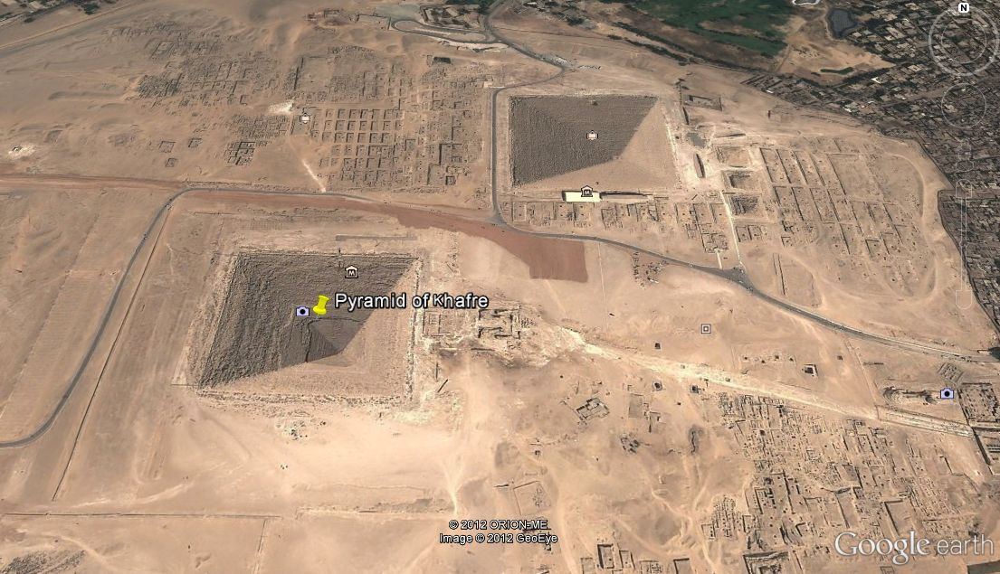 N
M
M
Pyramid of Khafre
© 2012 ORION-ME
Image © 2012 GeoEye
Google earth